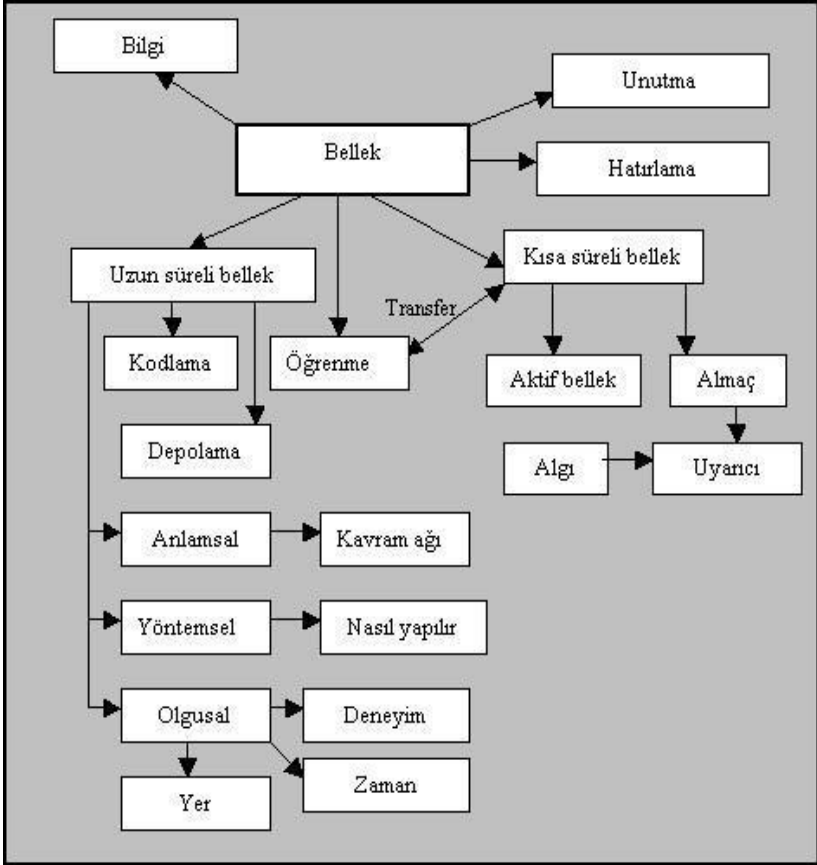 Bilgi
Unutma
Bellek
Hatırlama
Kısa süreli bellek
Uzun süreli bellek
Transfer
Kodlama
Öğrenme
Aktif bellek
Almaç
Depolama
Algı
Uyarıcı
Anlamsal
Kavram ağı
Yöntemsel
Nasıl yapılır
Olgusal
Deneyim
Zaman
Yer